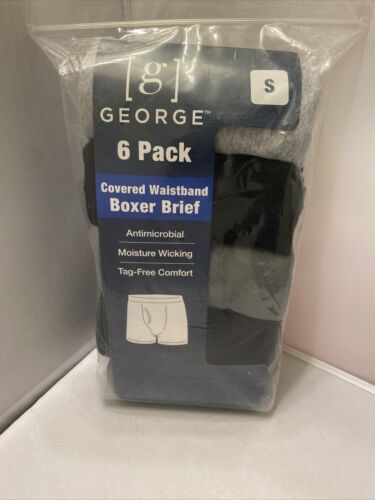 [g]
S
GEORGE™
6 Pack
Covered Waistband
Boxer Brief
Antimicrobial
Moisture Wicking
Tag-Free Comfort